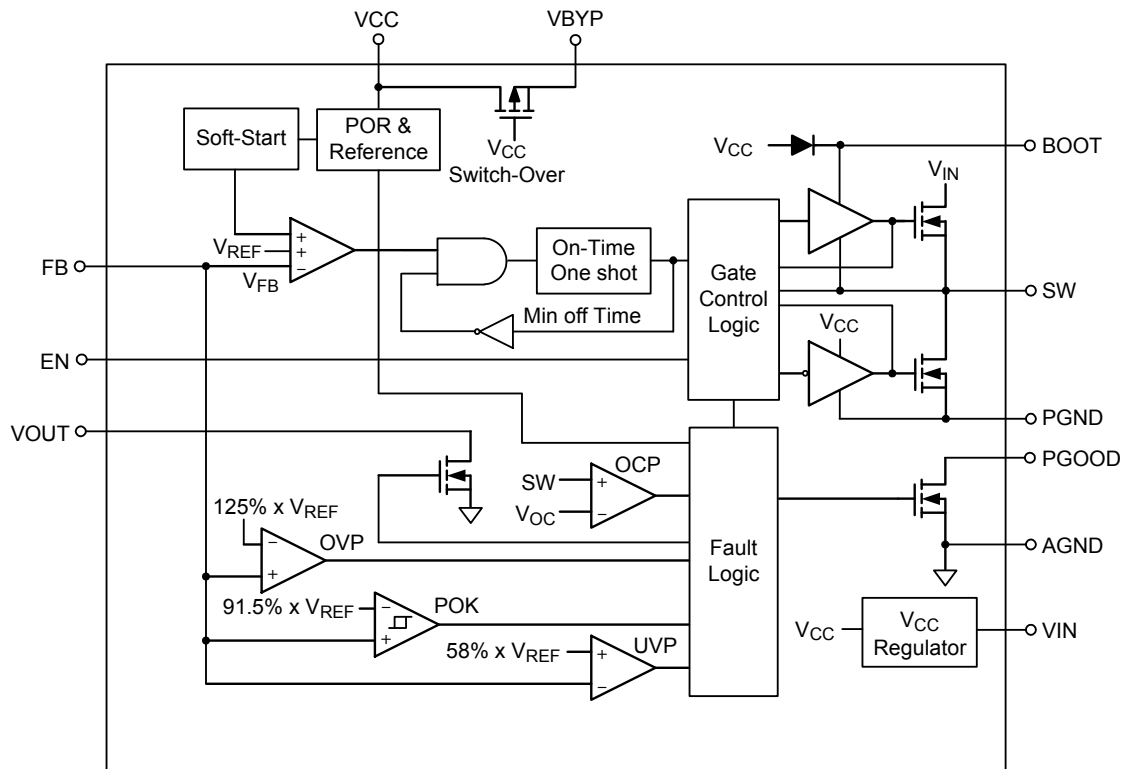 VCC
VBYP
Soft-Start
POR &
Reference
VCC
Switch-Over
VCC
BOOT
VIN
+
VREF
+
FB
VFB
−
On-Time
One shot
Min off Time
Gate
Control
Logic
SW
VCC
EN
PGND
VOUT
PGOOD
SW
+
OCP
VOC
−
125% x VREF
−
OVP
+
Fault
Logic
AGND
91.5% x VREF
−
POK
+
58% x VREF
+
UVP
−
VCC
VCC
Regulator
VIN